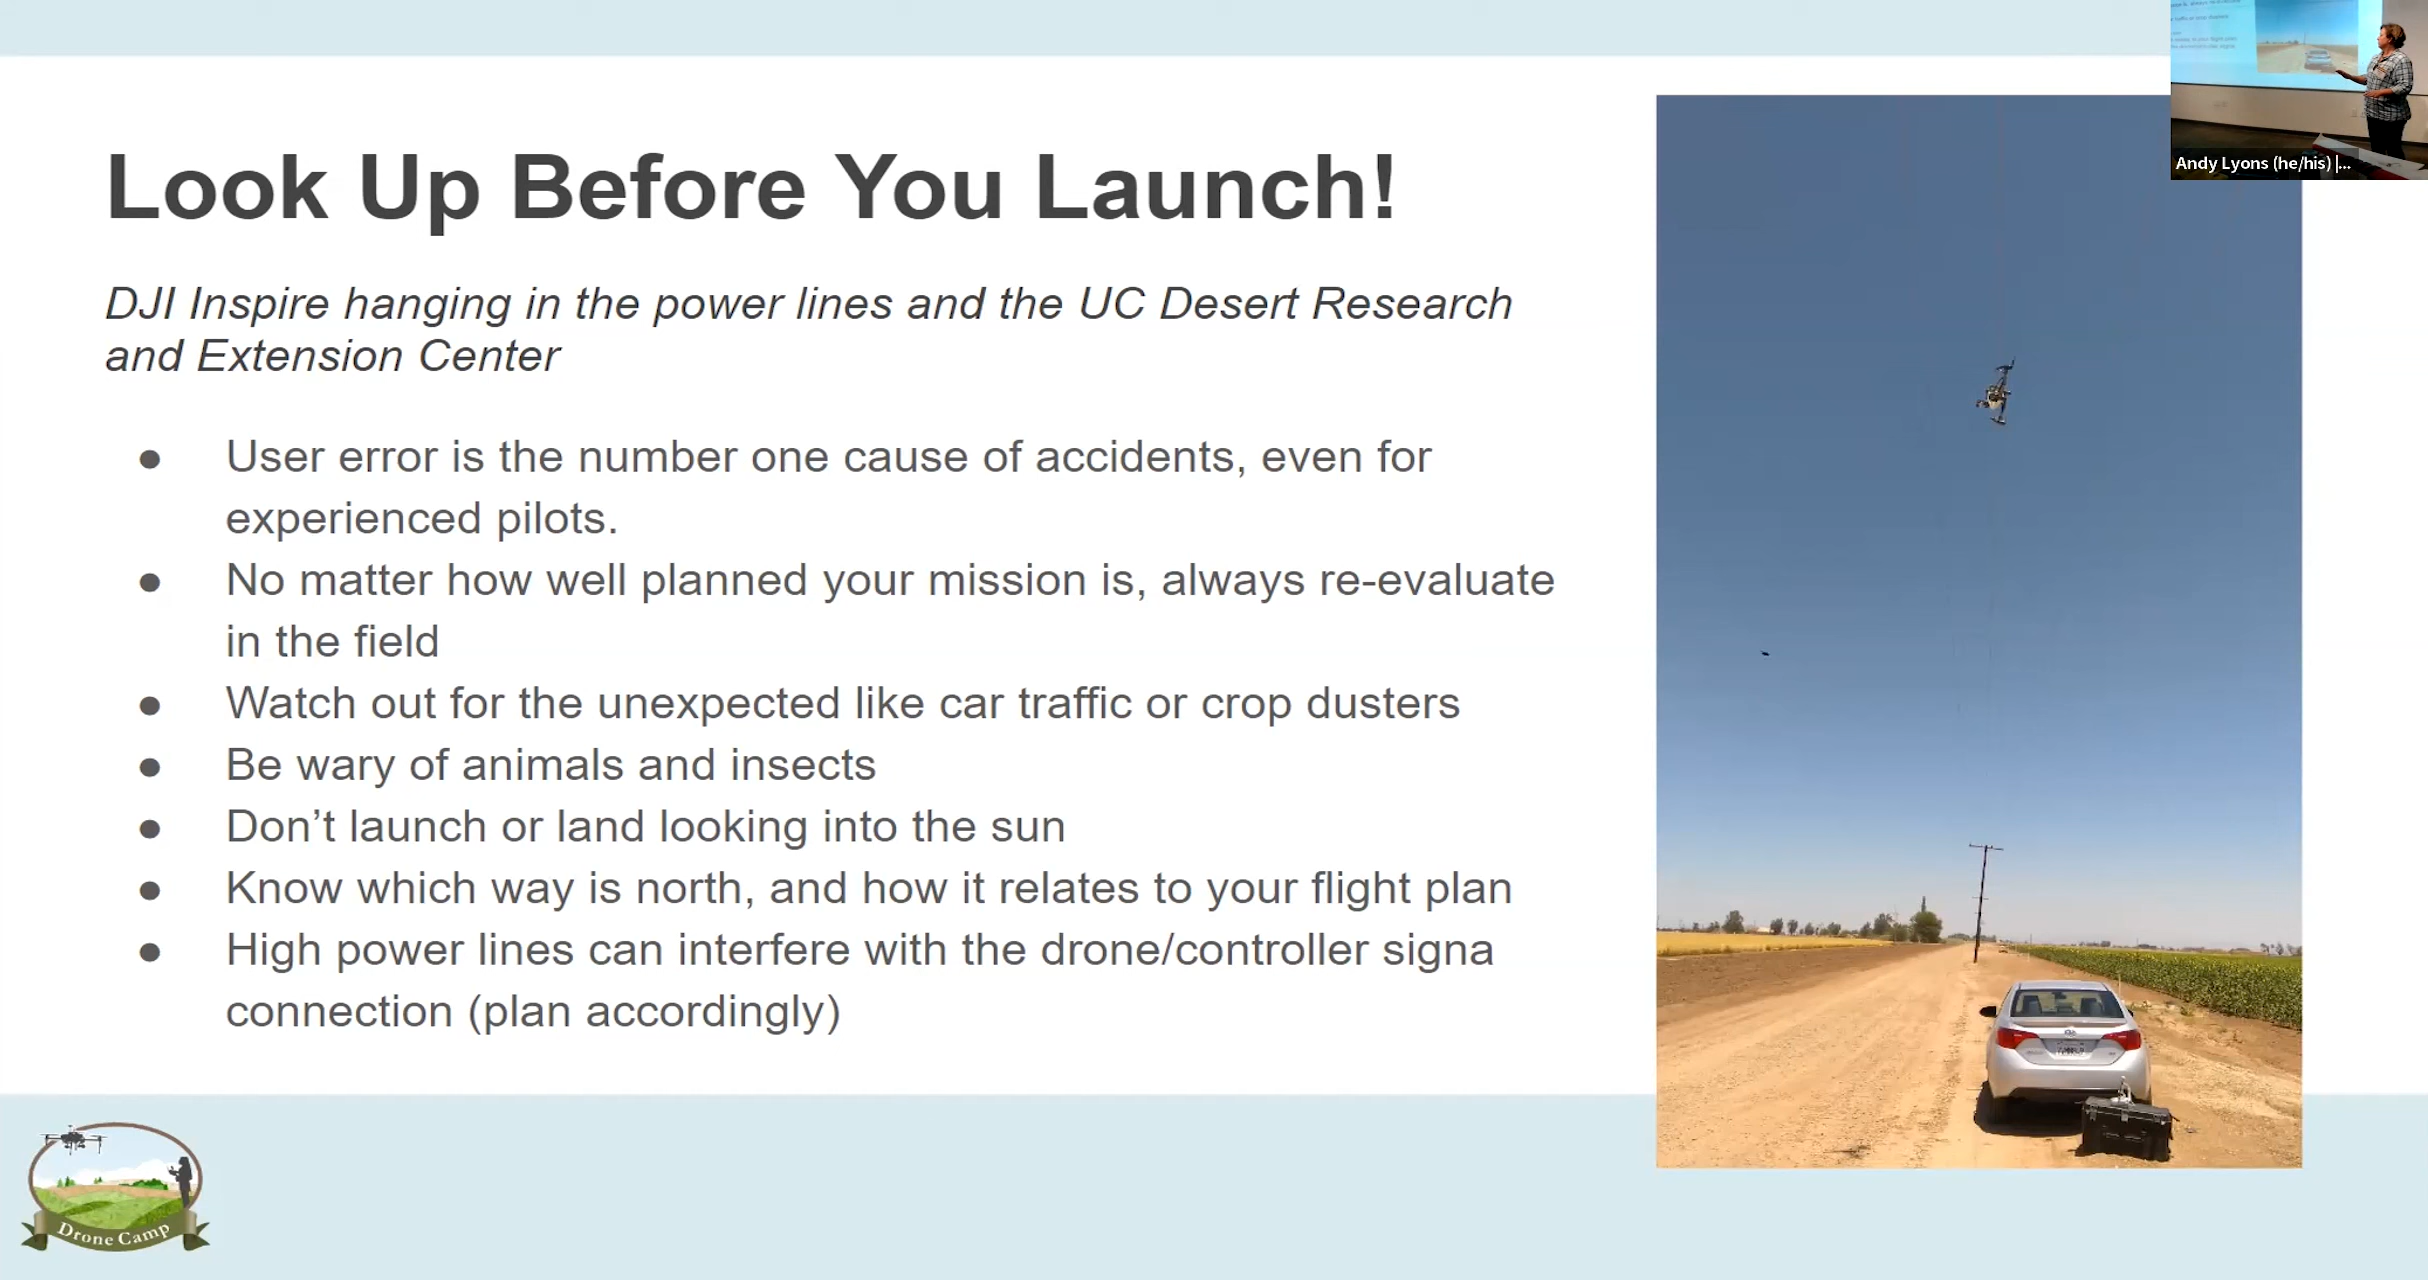 Look Up Before You Launch!
DJI Inspire hanging in the power lines and the UC Desert Research
and Extension Center
● User error is the number one cause of accidents, even for
experienced pilots.
● No matter how well planned your mission is, always re-evaluate
in the field
● Watch out for the unexpected like car traffic or crop dusters
● Be wary of animals and insects
● Don’t launch or land looking into the sun
● Know which way is north, and how it relates to your flight plan
● High power lines can interfere with the drone/controller signa
connection (plan accordingly)
Andy Lyons (he/his) |...
Drone Camp